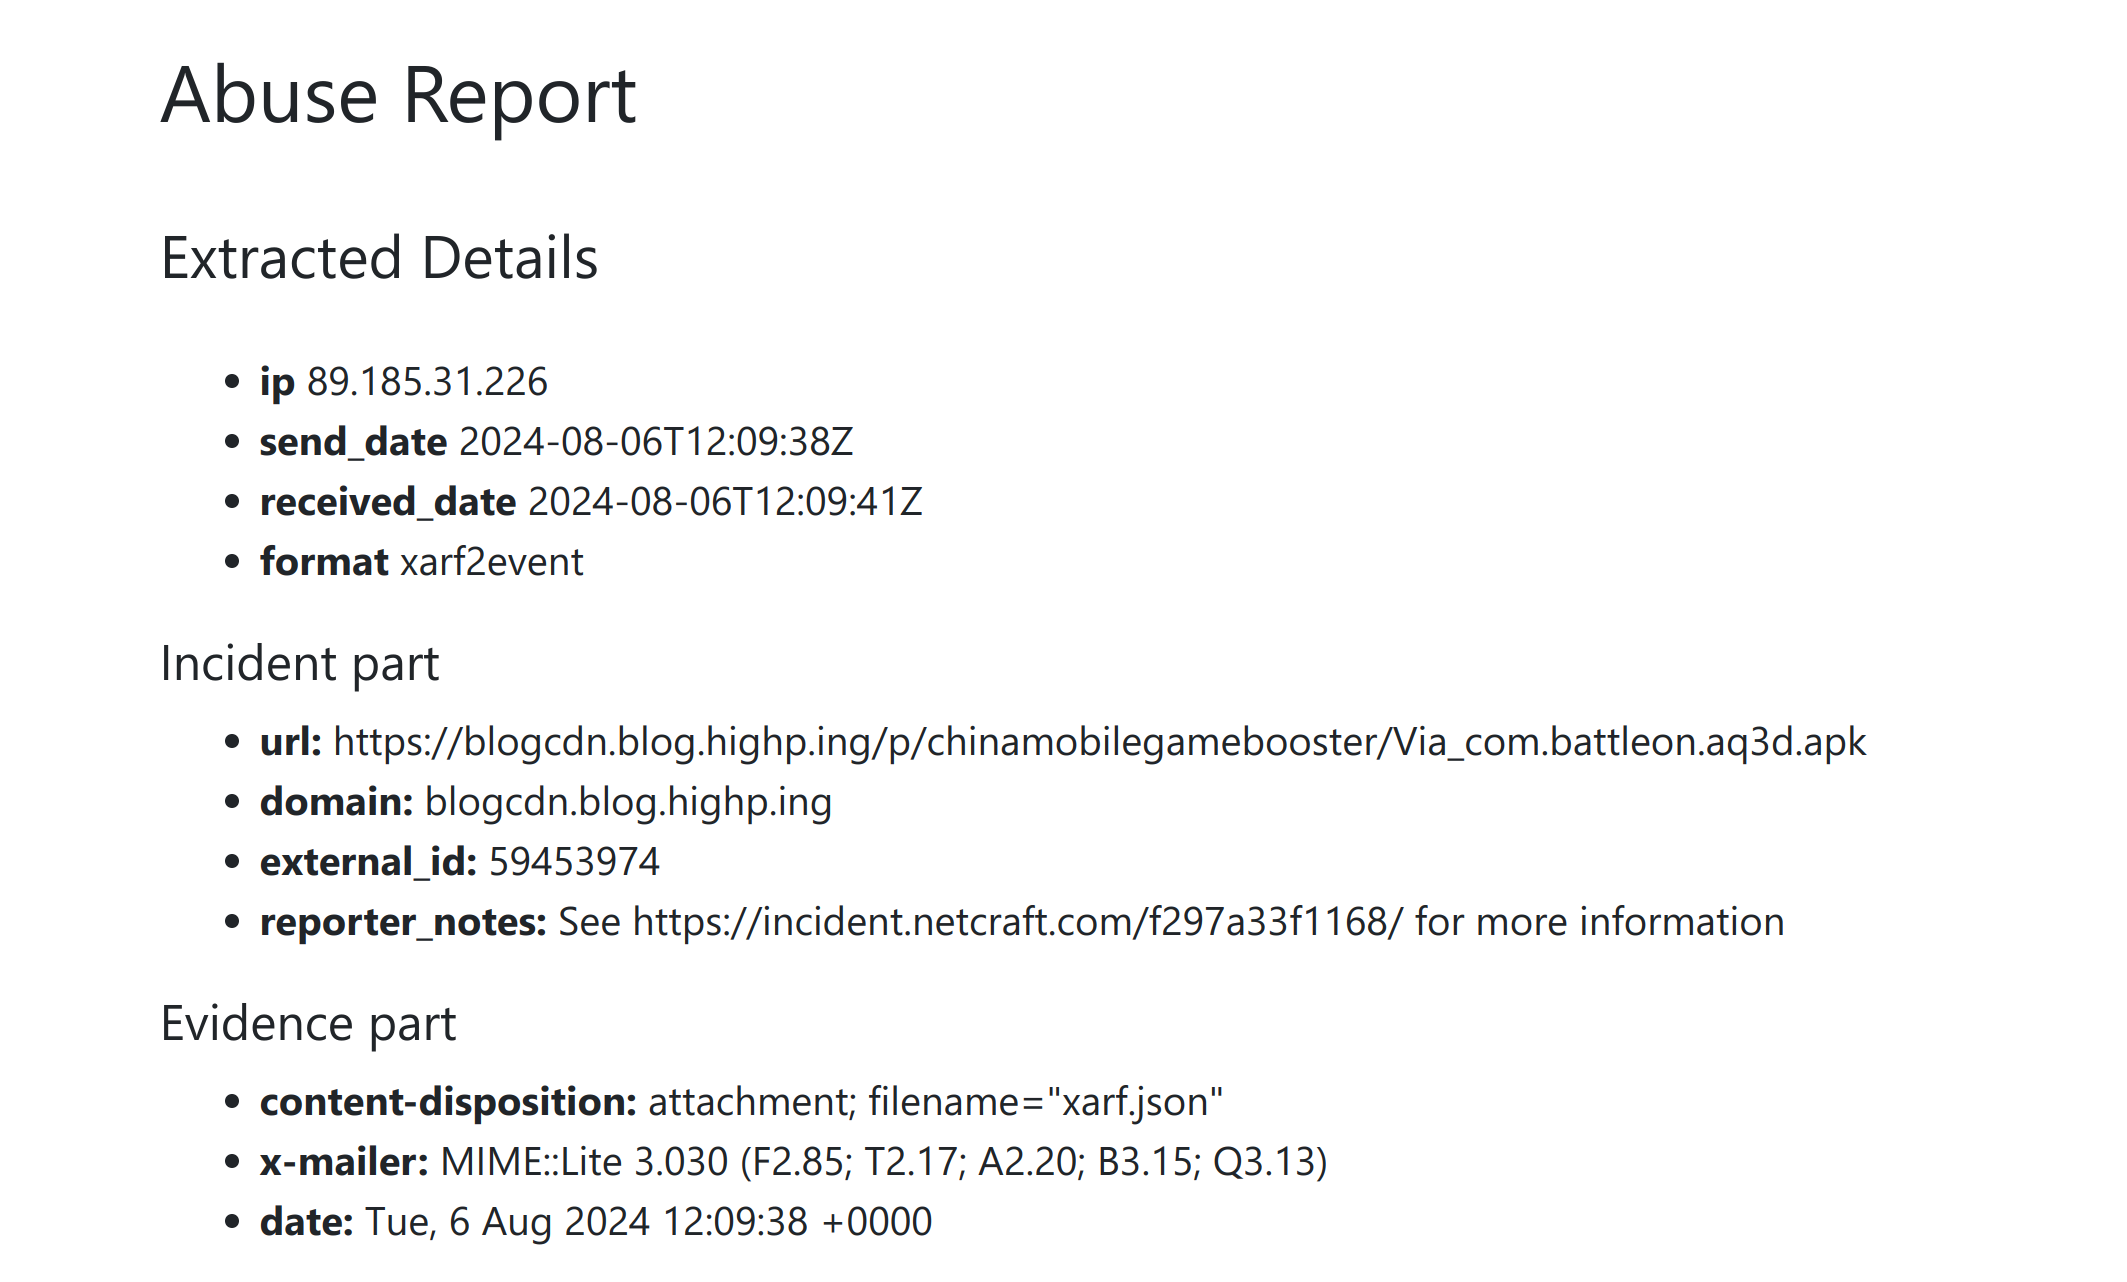 Abuse Report
Extracted Details
ip 89.185.31.226
send_date 2024-08-06T12:09:38Z
received_date 2024-08-06T12:09:41Z
format xarf2event
Incident part
url: https://blogcdn.blog.highp.ing/p/chinamobilegamebooster/Via_com.battleon.aq3d.apk
domain: blogcdn.blog.highp.ing
external_id: 59453974
reporter_notes: See https://incident.netcraft.com/f297a33f1168/ for more information
Evidence part
content-disposition: attachment; filename="xarf.json"
x-mailer: MIME::Lite 3.030 (F2.85; T2.17; A2.20; B3.15; Q3.13)
date: Tue, 6 Aug 2024 12:09:38 +0000